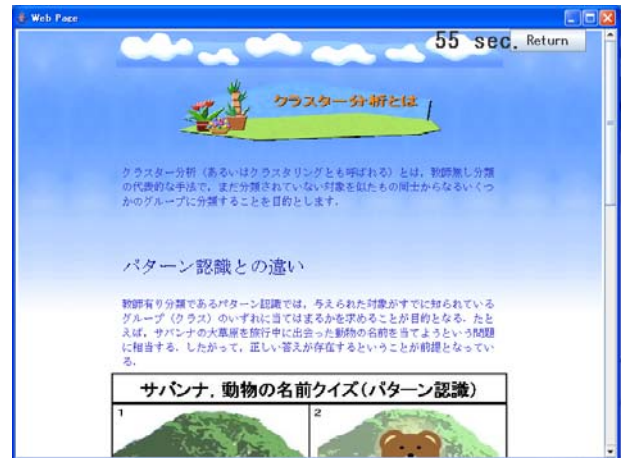 Web Page
55 sec.
Return
クラスター分析とは
クラスター分析（あるいはクラスタリングとも呼ばれる）とは，教師無し分類
の代表的な手法で，まだ分類されていない対象を似たもの同士からなるいくつ
かのグループに分類することを目的とします．
パターン認識との違い
教師有り分類であるパターン認識では，与えられた対象がすでに知られている
グループ（クラス）のいずれに当てはまるかを求めることが目的となる．たと
えば，サバンナの大草原を旅行中に出会った動物の名前を当てようという問題
に相当する．したがって，正しい答えが存在するということが前提となってい
る．
サバンナ．動物の名前クイズ(パターン認識)
1
2